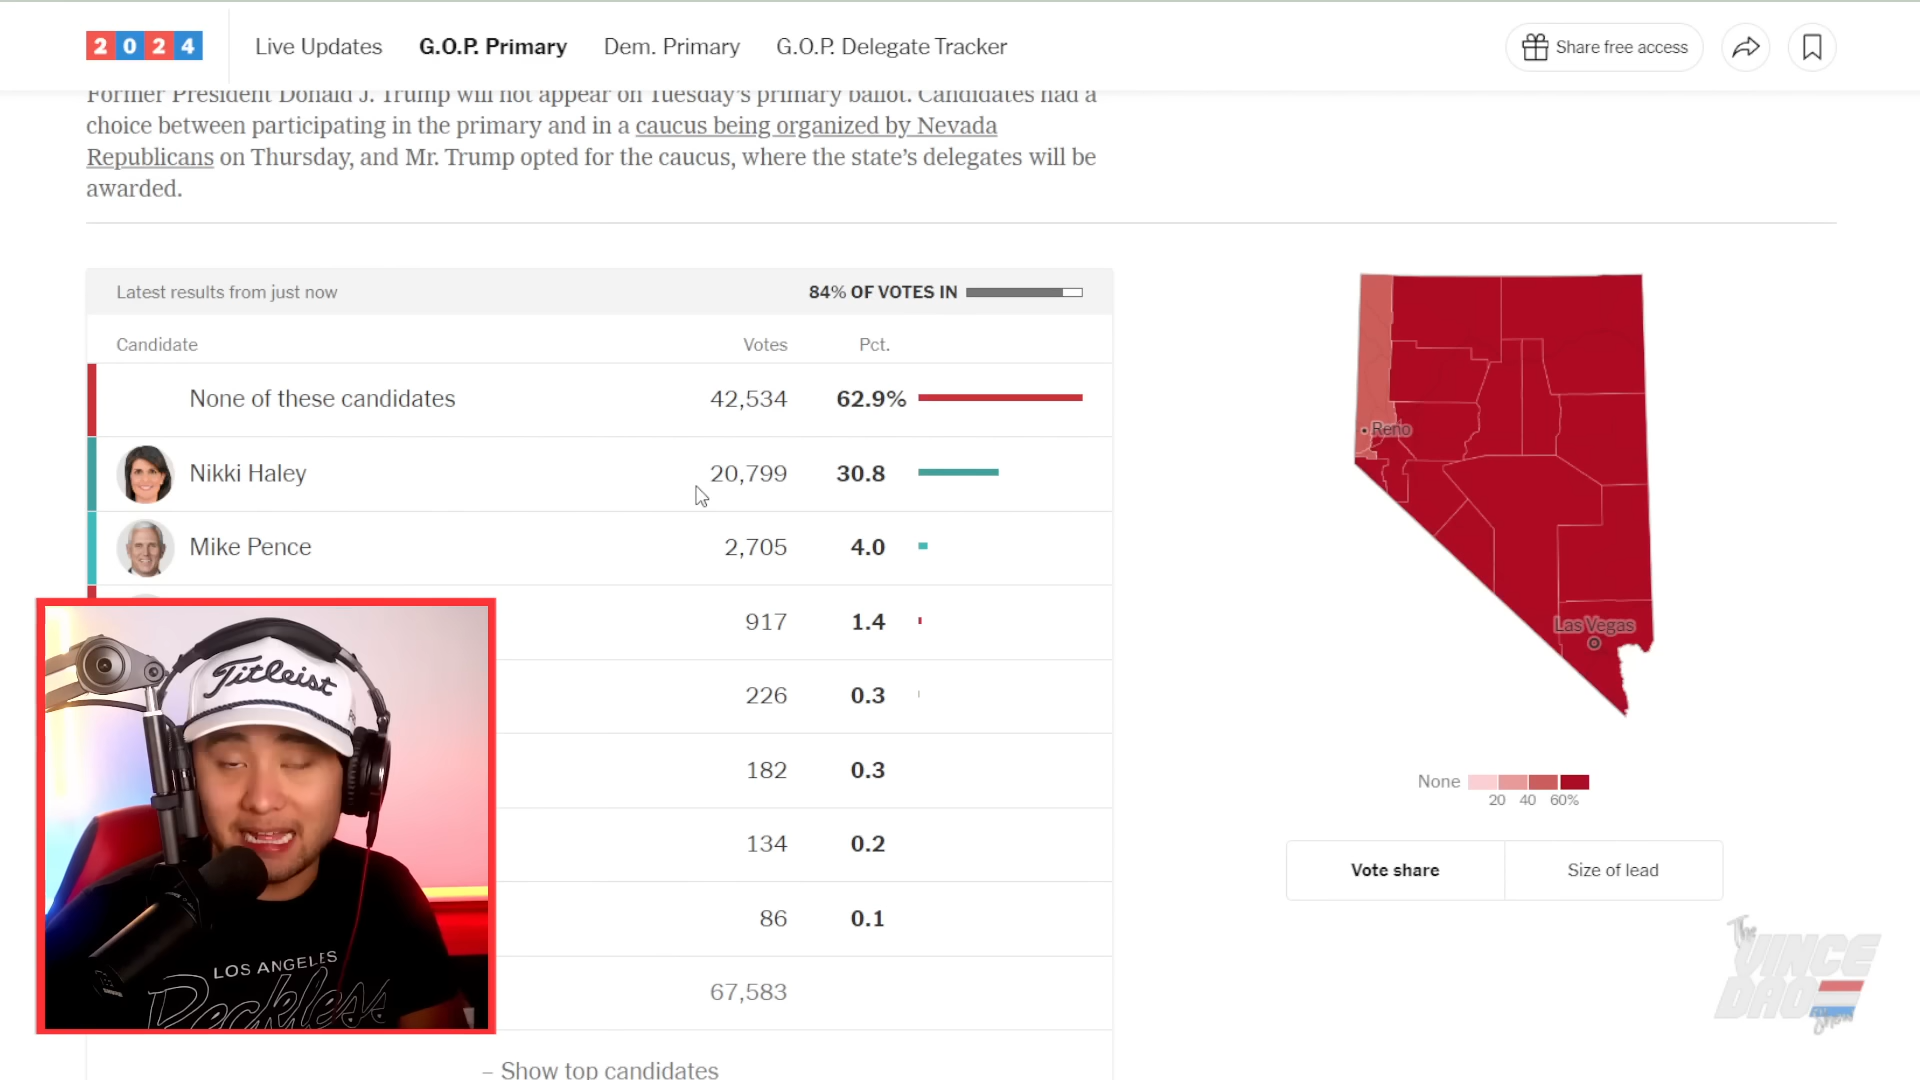 2024 Live Updates G.O.P. Primary Dem. Primary G.O.P. Delegate Tracker Share free access
Former President Donald J. Trump will not appear on Tuesday's primary ballot. Candidates had a
choice between participating in the primary and in a caucus being organized by Nevada
Republicans on Thursday, and Mr. Trump opted for the caucus, where the state's delegates will be
awarded.
Latest results from just now 84% OF VOTES IN
Candidate Votes Pct.
None of these candidates 42,534 62.9%
Nikki Haley 20,799 30.8
Mike Pence 2,705 4.0
917 1.4
226 0.3
182 0.3
134 0.2
86 0.1
67,583
– Show top candidates
Reno
Las Vegas
None
20 40 60%
Vote share Size of lead
Titleist
LOS ANGELES
Reckless
The
VINCE
DAO
Show